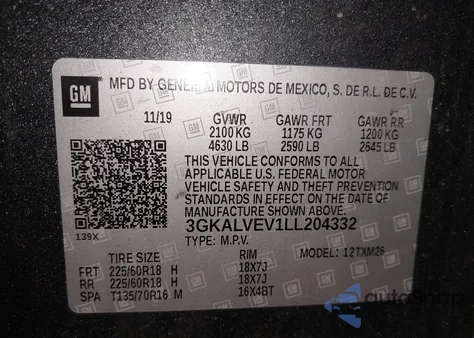 GM MFD BY GENERAL MOTORS DE MEXICO, S. DE R.L. DE C.V.
11/19 GVWR GAWR FRT GAWR RR
2100 KG 1175 KG 1200 KG
4630 LB 2590 LB 2645 LB
THIS VEHICLE CONFORMS TO ALL
APPLICABLE U.S. FEDERAL MOTOR
VEHICLE SAFETY AND THEFT PREVENTION
STANDARDS IN EFFECT ON THE DATE OF
MANUFACTURE SHOWN ABOVE.
139X 3GKALVEV1LL204332
TYPE: M.P.V. MODEL: 12TXM26
TIRE SIZE RIM
FRT 225/60R18 H 18X7J
RR 225/60R18 H 18X7J
SPA T135/70R16 M 16X4BT